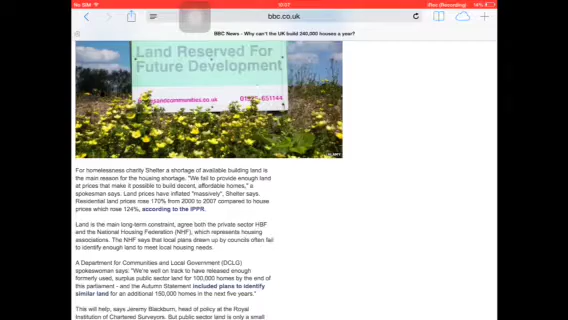 No SIM
10:07
iRec (Recording)
14%
bbc.co.uk
BBC News - Why can't the UK build 240,000 houses a year?
Land Reserved For
Future Development
For homelessness charity Shelter a shortage of available building land is
the main reason for the housing shortage. "We fail to provide enough land
at prices that make it possible to build decent, affordable homes," a
spokesman says. Land prices have inflated "massively", Shelter says.
Residential land prices rose 170% from 2000 to 2007 compared to house
prices which rose 124%, according to the IPPR.
Land is the main long-term constraint, agree both the private sector HBF
and the National Housing Federation (NHF), which represents housing
associations. The NHF says that local plans drawn up by councils often fail
to identify enough land to meet local housing needs.
A Department for Communities and Local Government (DCLG)
spokeswoman says: "We're well on track to have released enough
formerly used, surplus public sector land for 100,000 homes by the end of
this parliament - and the Autumn Statement included plans to identify
similar land for an additional 150,000 homes in the next five years."
This will help, says Jeremy Blackburn, head of policy at the Royal
Institution of Chartered Surveyors. But public sector land is only a small